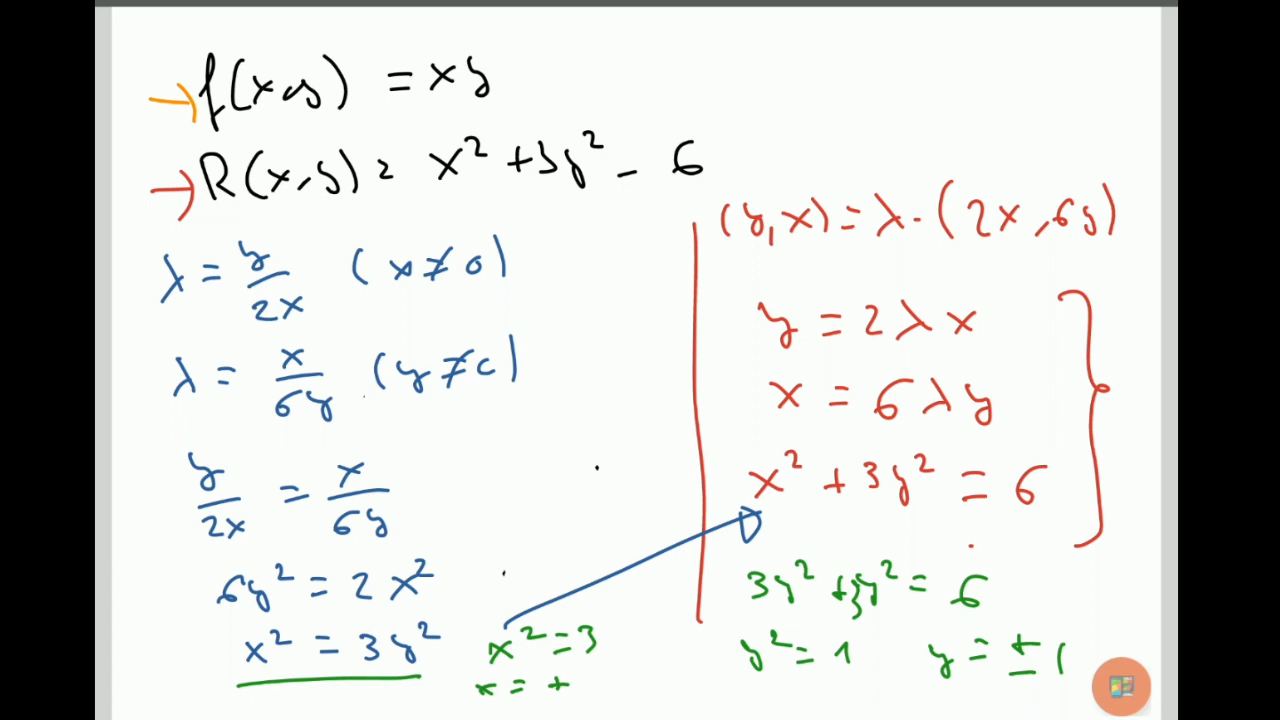 → f(x,y) = xy
→ R(x,y) = x² + 3y² - 6
λ = y/2x (x ≠ 0)
λ = x/6y (y ≠ 0)
y/2x = x/6y
6y² = 2x²
x² = 3y²
x² = 3
x = ±
(y,x) = λ · (2x, 6y)
y = 2λx
x = 6λy
x² + 3y² = 6
3y² + 3y² = 6
y² = 1 y = ±1